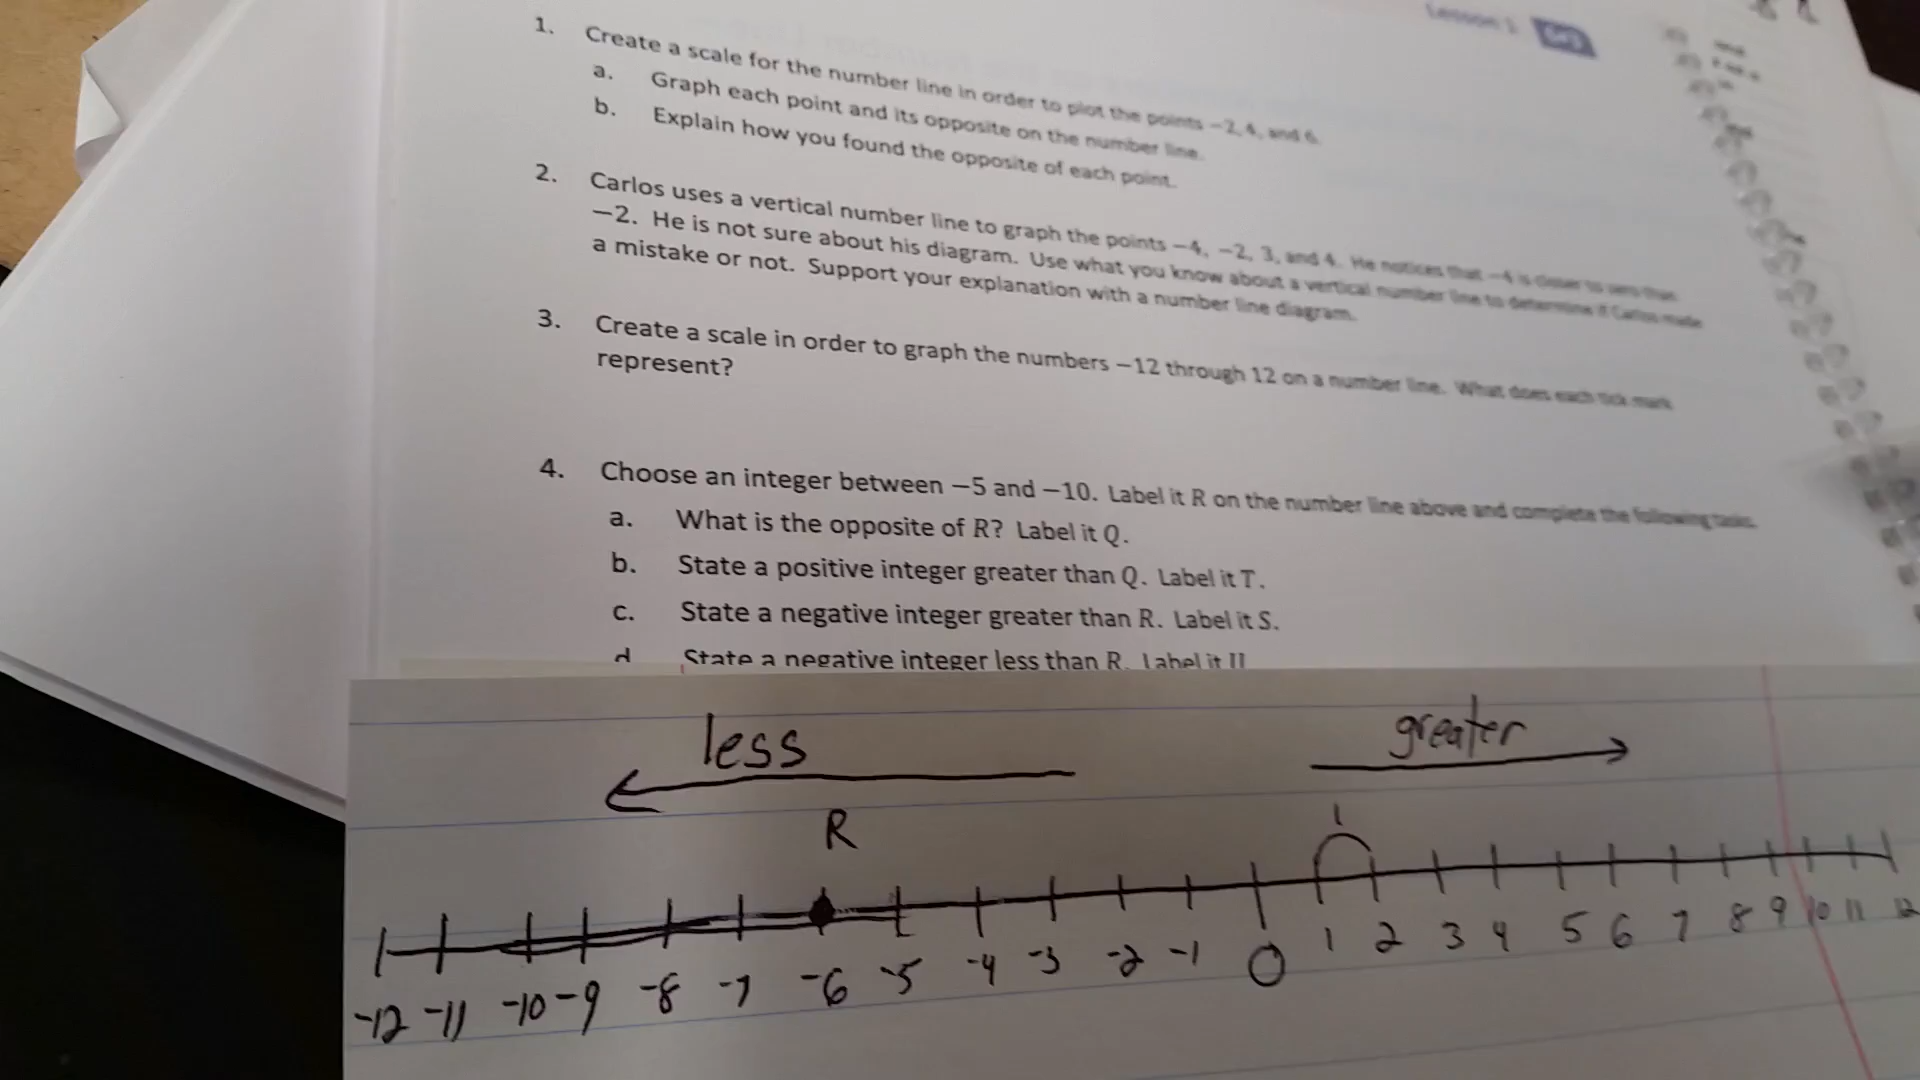 Lesson 1
1. Create a scale for the number line in order to plot the points −2, 4, and 6.
a. Graph each point and its opposite on the number line.
b. Explain how you found the opposite of each point.
2. Carlos uses a vertical number line to graph the points −4, −2, 3, and 4. He notices that −4 is closer to zero than
−2. He is not sure about his diagram. Use what you know about a vertical number line to determine if Carlos made
a mistake or not. Support your explanation with a number line diagram.
3. Create a scale in order to graph the numbers −12 through 12 on a number line. What does each tick mark
represent?
4. Choose an integer between −5 and −10. Label it R on the number line above and complete the following tasks.
a. What is the opposite of R? Label it Q.
b. State a positive integer greater than Q. Label it T.
c. State a negative integer greater than R. Label it S.
d State a negative integer less than R. Label it U
less greater
R 1
-12 -11 -10 -9 -8 -7 -6 -5 -4 -3 -2 -1 0 1 2 3 4 5 6 7 8 9 10 11 12